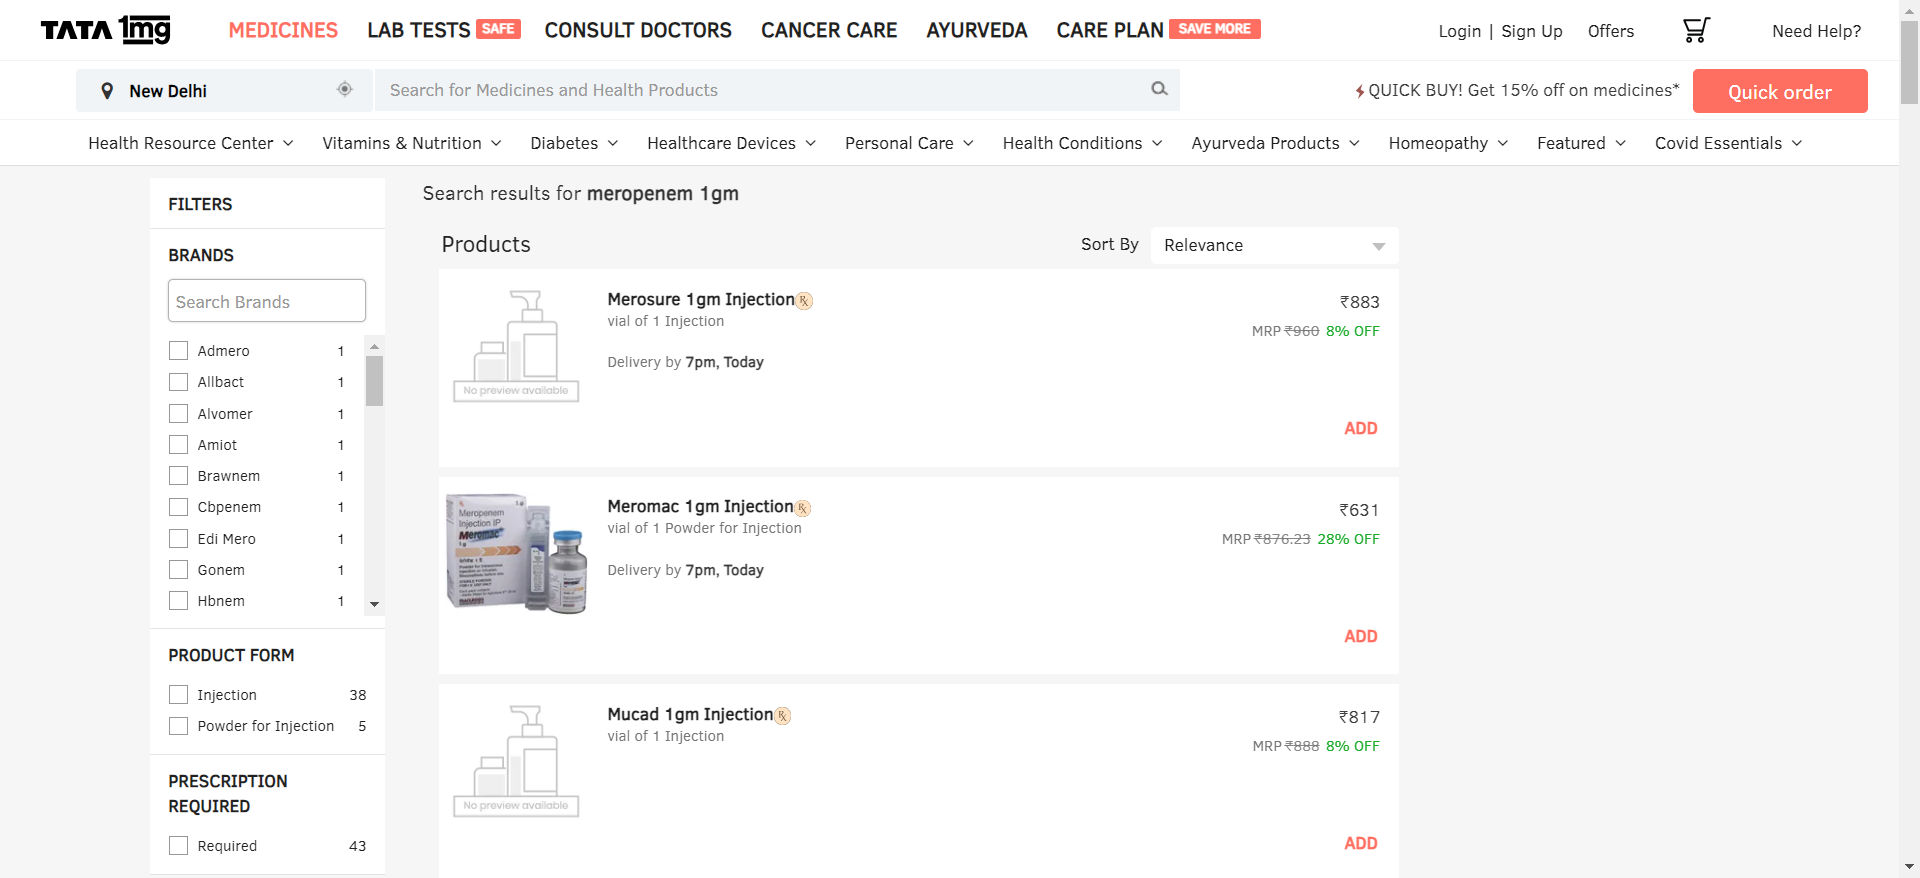 TATA 1mg
MEDICINES
LAB TESTS SAFE
CONSULT DOCTORS
CANCER CARE
AYURVEDA
CARE PLAN SAVE MORE
Login | Sign Up
Offers
Need Help?
New Delhi
Search for Medicines and Health Products
QUICK BUY! Get 15% off on medicines*
Quick order
Health Resource Center
Vitamins & Nutrition
Diabetes
Healthcare Devices
Personal Care
Health Conditions
Ayurveda Products
Homeopathy
Featured
Covid Essentials
FILTERS
BRANDS
Search Brands
Admero 1
Allbact 1
Alvomer 1
Amiot 1
Brawnem 1
Cbpenem 1
Edi Mero 1
Gonem 1
Hbnem 1
PRODUCT FORM
Injection 38
Powder for Injection 5
PRESCRIPTION
REQUIRED
Required 43
Search results for meropenem 1gm
Products
Sort By Relevance
No preview available
Merosure 1gm Injection ℞
vial of 1 Injection
Delivery by 7pm, Today
₹883
MRP ₹960 8% OFF
ADD
Meropenem
Injection IP
Meromac
Meromac 1gm Injection ℞
vial of 1 Powder for Injection
Delivery by 7pm, Today
₹631
MRP ₹876.23 28% OFF
ADD
No preview available
Mucad 1gm Injection ℞
vial of 1 Injection
₹817
MRP ₹888 8% OFF
ADD